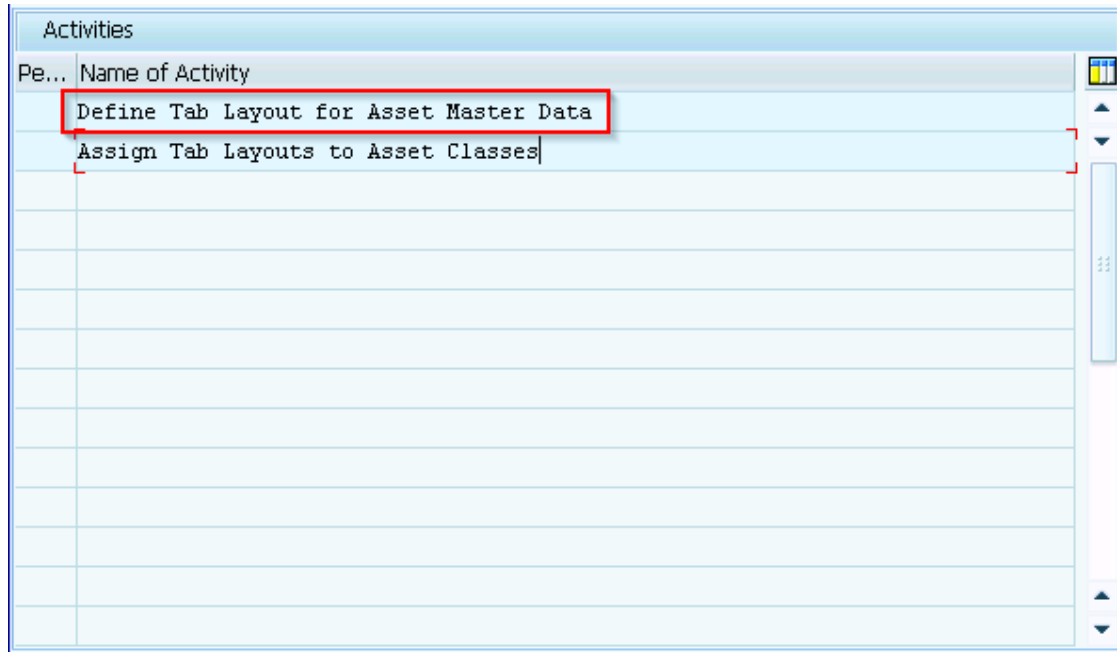 Activities
Pe... Name of Activity
Define Tab Layout for Asset Master Data
Assign Tab Layouts to Asset Classes